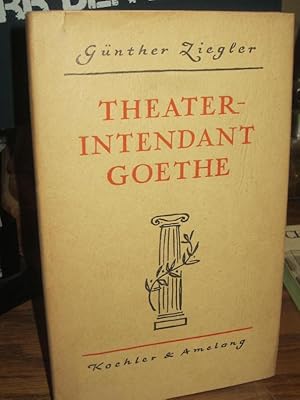 Günther Ziegler
THEATER-
INTENDANT
GOETHE
Koehler & Amelang